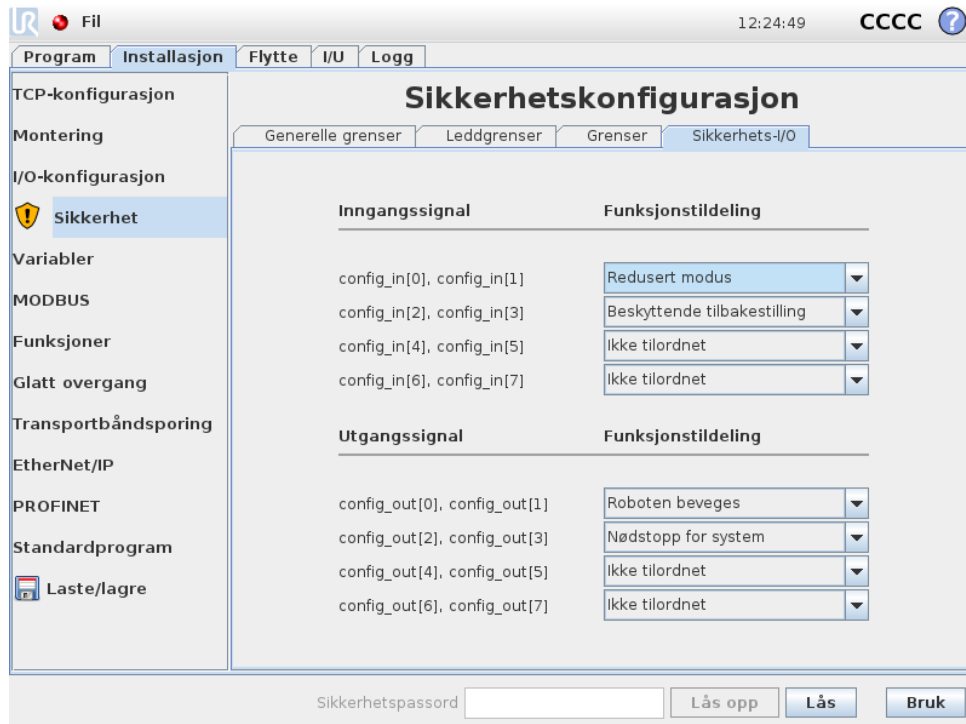 UR Fil 12:24:49 CCCC ?
Program Installasjon Flytte I/U Logg
TCP-konfigurasjon
Montering
I/O-konfigurasjon
Sikkerhet
Variabler
MODBUS
Funksjoner
Glatt overgang
Transportbåndsporing
EtherNet/IP
PROFINET
Standardprogram
Laste/lagre
Sikkerhetskonfigurasjon
Generelle grenser Leddgrenser Grenser Sikkerhets-I/O
Inngangssignal Funksjonstildeling
config_in[0], config_in[1] Redusert modus
config_in[2], config_in[3] Beskyttende tilbakestilling
config_in[4], config_in[5] Ikke tilordnet
config_in[6], config_in[7] Ikke tilordnet
Utgangssignal Funksjonstildeling
config_out[0], config_out[1] Roboten beveges
config_out[2], config_out[3] Nødstopp for system
config_out[4], config_out[5] Ikke tilordnet
config_out[6], config_out[7] Ikke tilordnet
Sikkerhetspassord Lås opp Lås Bruk